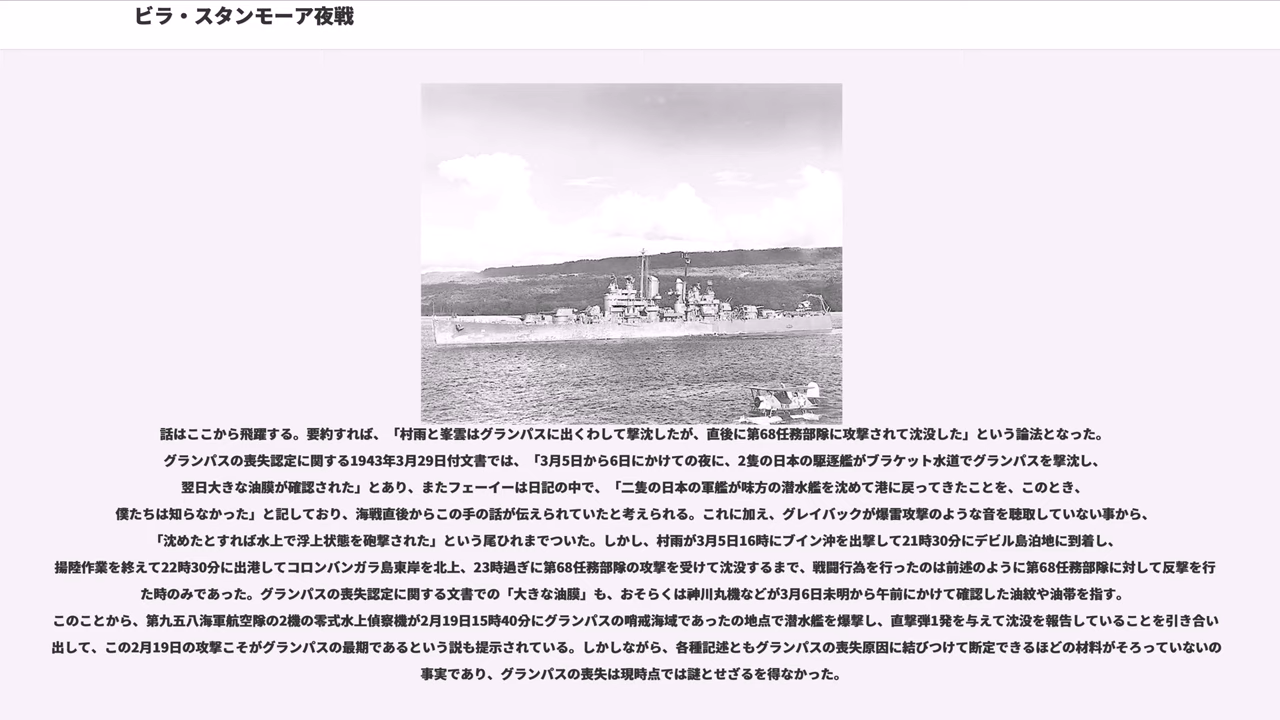 ビラ・スタンモーア夜戦
話はここから飛躍する。要約すれば、「村雨と峯雲はグランパスに出くわして撃沈したが、直後に第68任務部隊に攻撃されて沈没した」という論法となった。
グランパスの喪失認定に関する1943年3月29日付文書では、「3月5日から6日にかけての夜に、2隻の日本の駆逐艦がブラケット水道でグランパスを撃沈し、
翌日大きな油膜が確認された」とあり、またフェーイーは日記の中で、「二隻の日本の軍艦が味方の潜水艦を沈めて港に戻ってきたことを、このとき、
僕たちは知らなかった」と記しており、海戦直後からこの手の話が伝えられていたと考えられる。これに加え、グレイバックが爆雷攻撃のような音を聴取していない事から、
「沈めたとすれば水上で浮上状態を砲撃された」という尾ひれまでついた。しかし、村雨が3月5日16時にブイン沖を出撃して21時30分にデビル島泊地に到着し、
揚陸作業を終えて22時30分に出港してコロンバンガラ島東岸を北上、23時過ぎに第68任務部隊の攻撃を受けて沈没するまで、戦闘行為を行ったのは前述のように第68任務部隊に対して反撃を行
た時のみであった。グランパスの喪失認定に関する文書での「大きな油膜」も、おそらくは神川丸機などが3月6日未明から午前にかけて確認した油紋や油帯を指す。
このことから、第九五八海軍航空隊の2機の零式水上偵察機が2月19日15時40分にグランパスの哨戒海域であったの地点で潜水艦を爆撃し、直撃弾1発を与えて沈没を報告していることを引き合い
出して、この2月19日の攻撃こそがグランパスの最期であるという説も提示されている。しかしながら、各種記述ともグランパスの喪失原因に結びつけて断定できるほどの材料がそろっていないの
事実であり、グランパスの喪失は現時点では謎とせざるを得なかった。